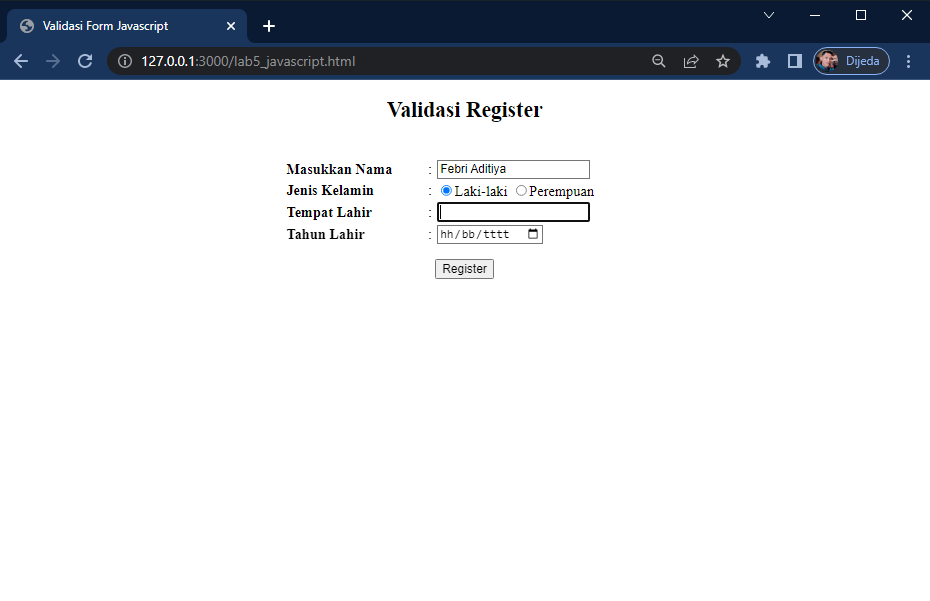 Validasi Form Javascript
127.0.0.1:3000/lab5_javascript.html
Dijeda
Validasi Register
Masukkan Nama : Febri Aditiya
Jenis Kelamin : Laki-laki Perempuan
Tempat Lahir :
Tahun Lahir : hh/bb/tttt
Register